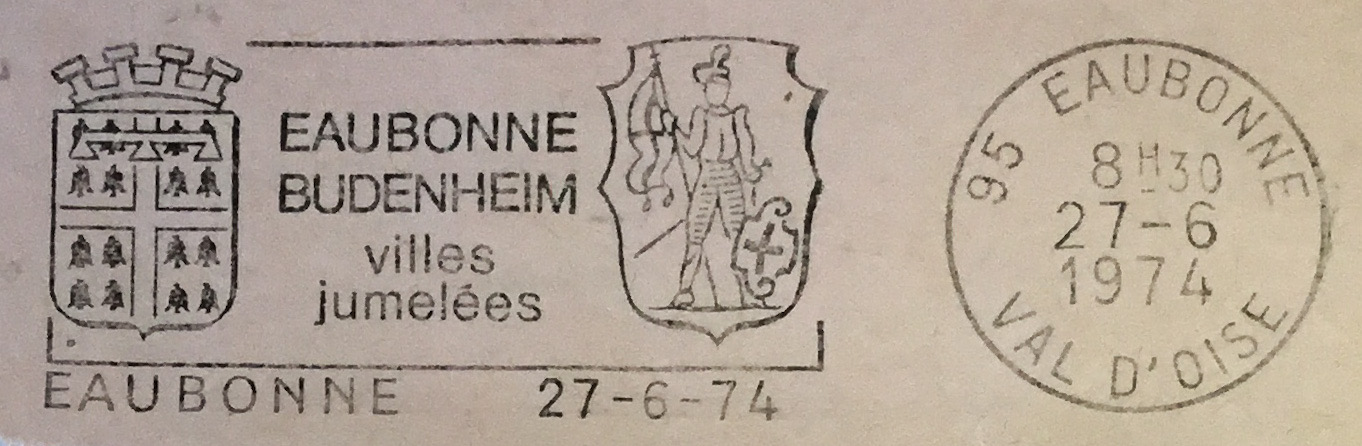 EAUBONNE
BUDENHEIM
villes
jumelées
EAUBONNE 27-6-74
95 EAUBONNE
8H30
27-6
1974
VAL D'OISE